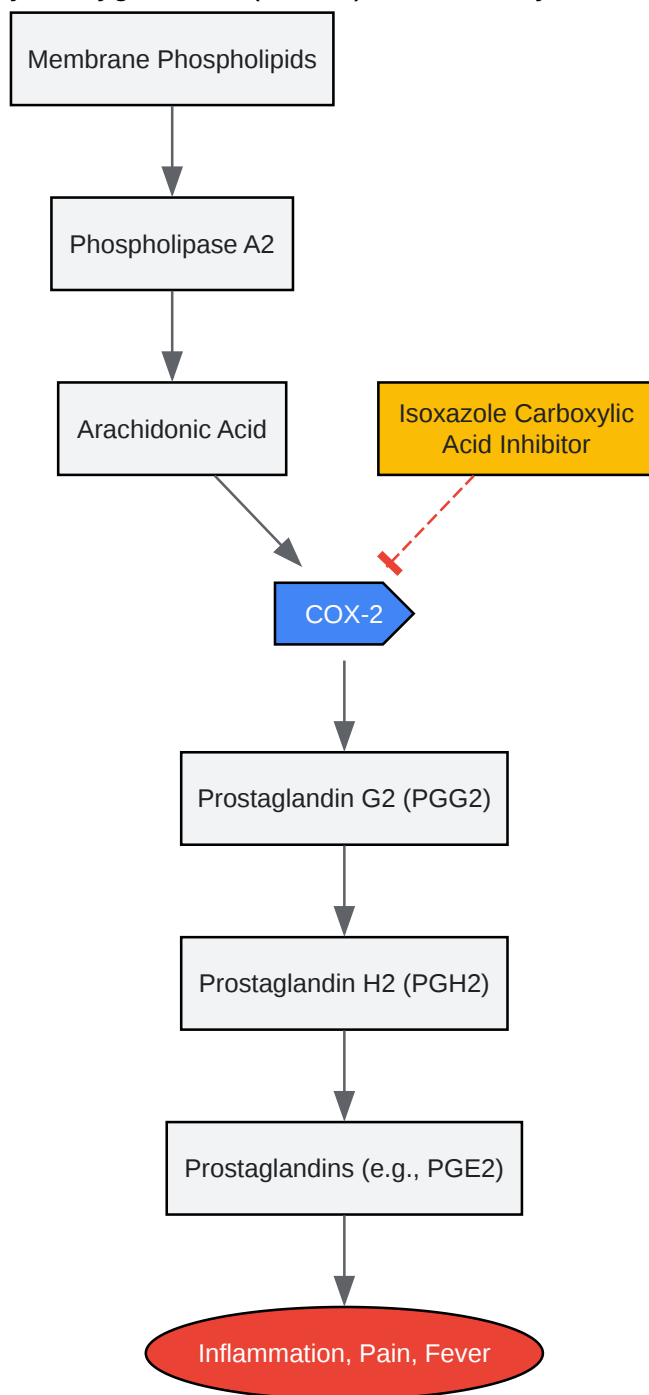 Membrane Phospholipids
Phospholipase A2
Arachidonic Acid
Isoxazole Carboxylic
Acid Inhibitor
COX-2
Prostaglandin G2 (PGG2)
Prostaglandin H2 (PGH2)
Prostaglandins (e.g., PGE2)
Inflammation, Pain, Fever